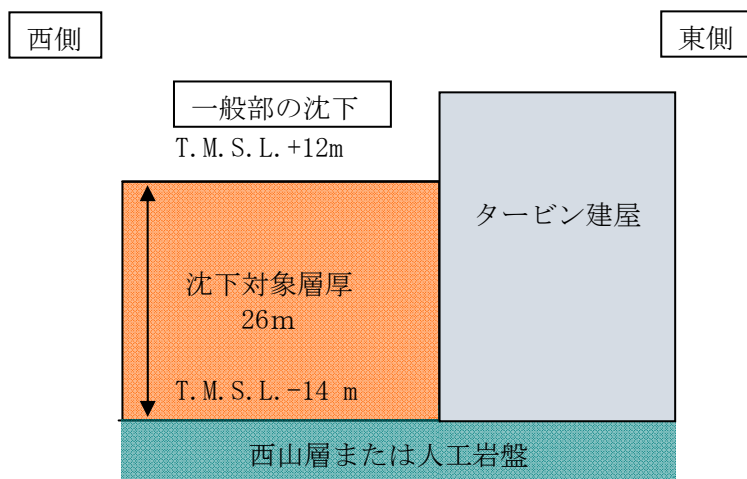 西側
東側
一般部の沈下
T.M.S.L.+12m
タービン建屋
沈下対象層厚
26m
T.M.S.L.-14 m
西山層または人工岩盤